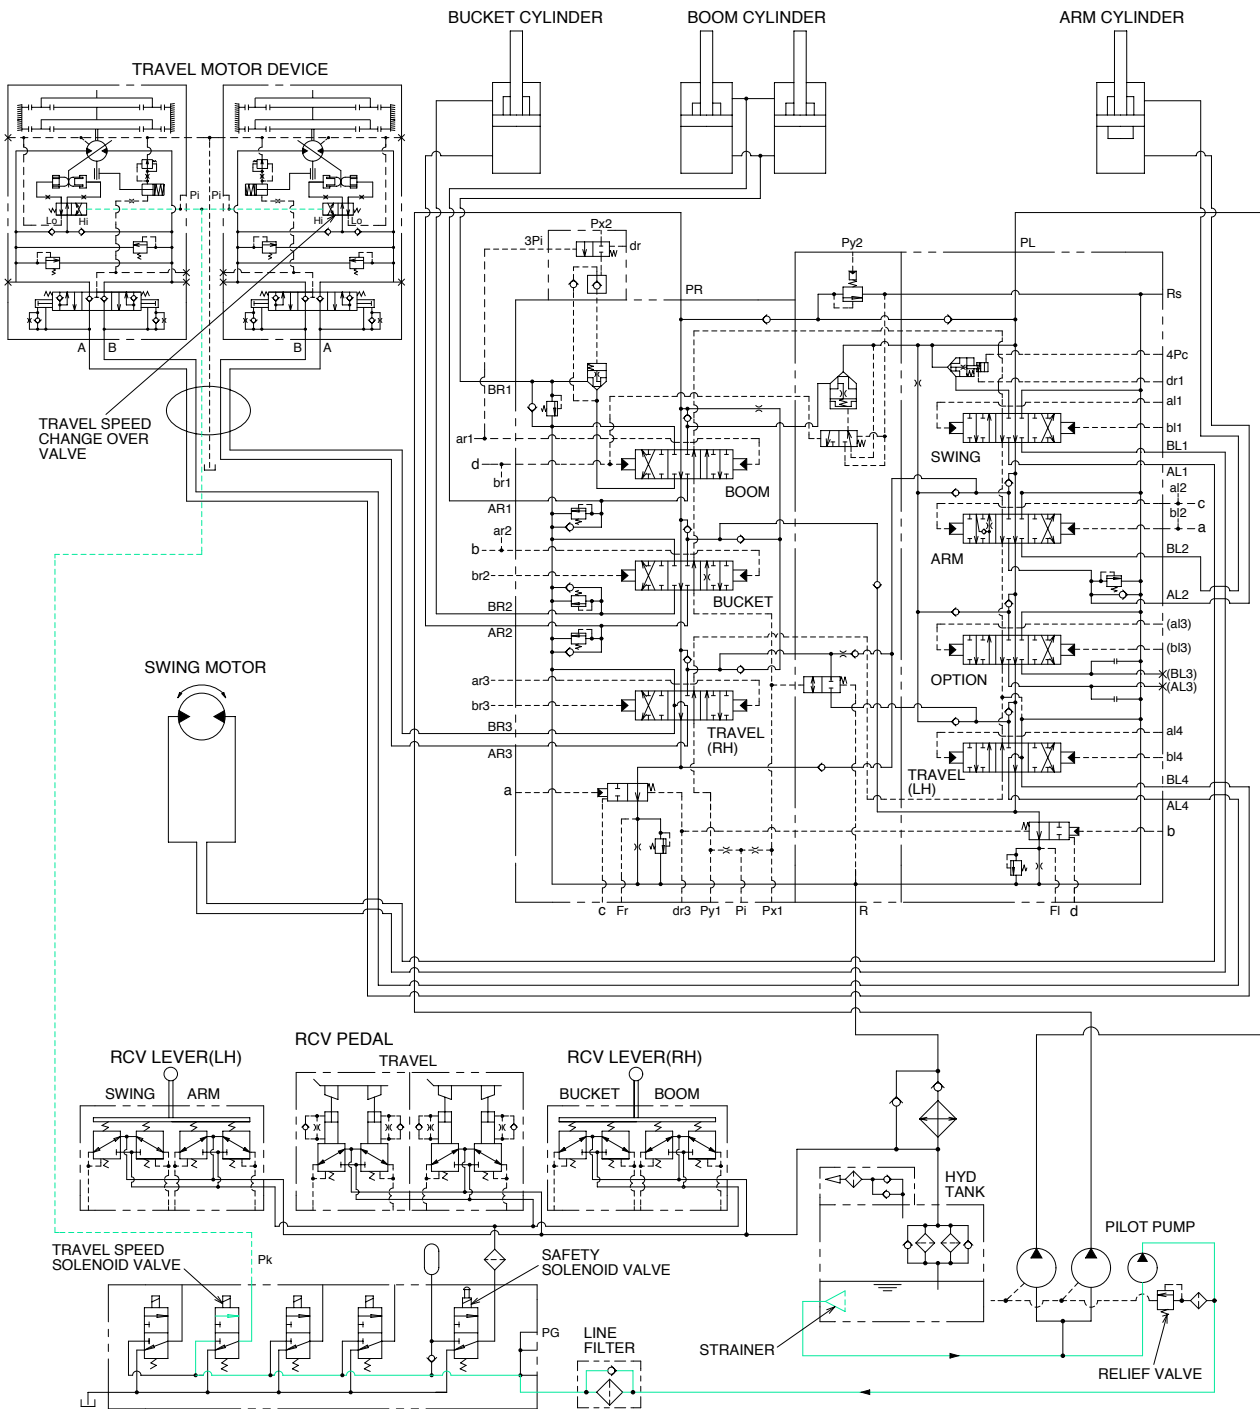 BUCKET CYLINDER
BOOM CYLINDER
ARM CYLINDER
TRAVEL MOTOR DEVICE
Pi
Pi
Lo
Hi
Hi
Lo
A
B
B
A
TRAVEL SPEED
CHANGE OVER
VALVE
Px2
3Pi
dr
PR
Py2
PL
Rs
4Pc
dr1
al1
bl1
BL1
AL1
al2
c
bl2
a
BL2
AL2
(al3)
(bl3)
(BL3)
(AL3)
al4
bl4
BL4
AL4
b
BR1
ar1
d
br1
AR1
ar2
b
br2
BR2
AR2
ar3
br3
BR3
AR3
a
BOOM
BUCKET
TRAVEL
(RH)
SWING
ARM
OPTION
TRAVEL
(LH)
c
Fr
dr3
Py1
Pi
Px1
R
Fl
d
SWING MOTOR
RCV LEVER(LH)
SWING
ARM
RCV PEDAL
TRAVEL
RCV LEVER(RH)
BUCKET
BOOM
HYD
TANK
PILOT PUMP
TRAVEL SPEED
SOLENOID VALVE
Pk
SAFETY
SOLENOID VALVE
PG
LINE
FILTER
STRAINER
RELIEF VALVE